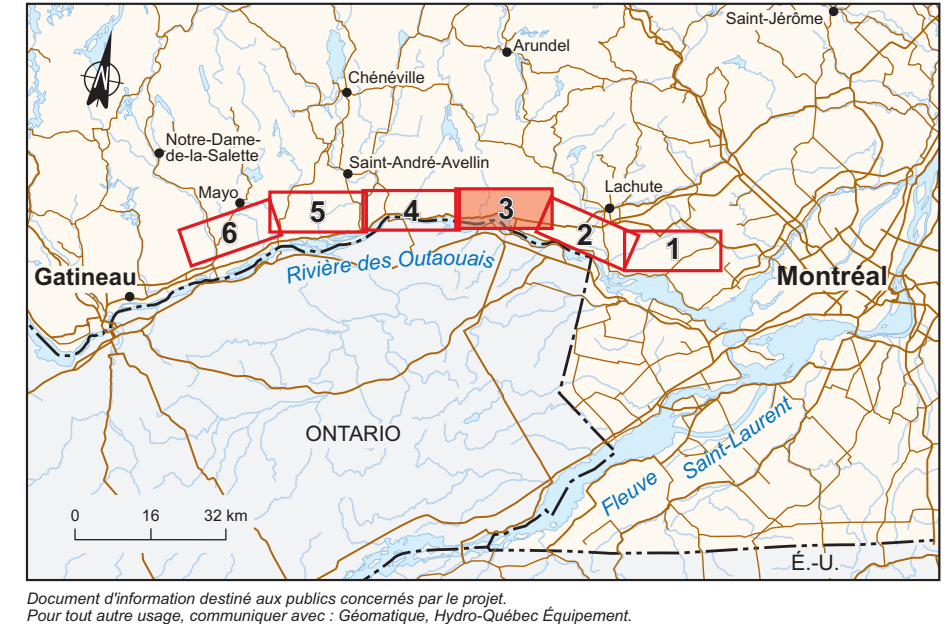 Saint-Jérôme
N
Arundel
Chénéville
Notre-Dame-
de-la-Salette
Saint-André-Avellin
Mayo
Lachute
5
4
3
6
2
1
Gatineau
Rivière des Outaouais
Montréal
ONTARIO
Fleuve Saint-Laurent
0 16 32 km
É.-U.
Document d'information destiné aux publics concernés par le projet.
Pour tout autre usage, communiquer avec : Géomatique, Hydro-Québec Équipement.